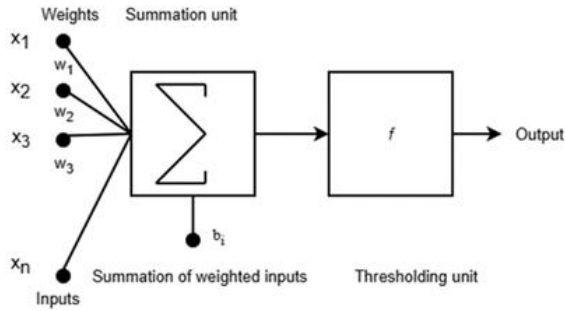 Weights Summation unit
x1
w1
x2
w2
x3
w3
f
Output
bi
xn
Summation of weighted inputs Thresholding unit
Inputs